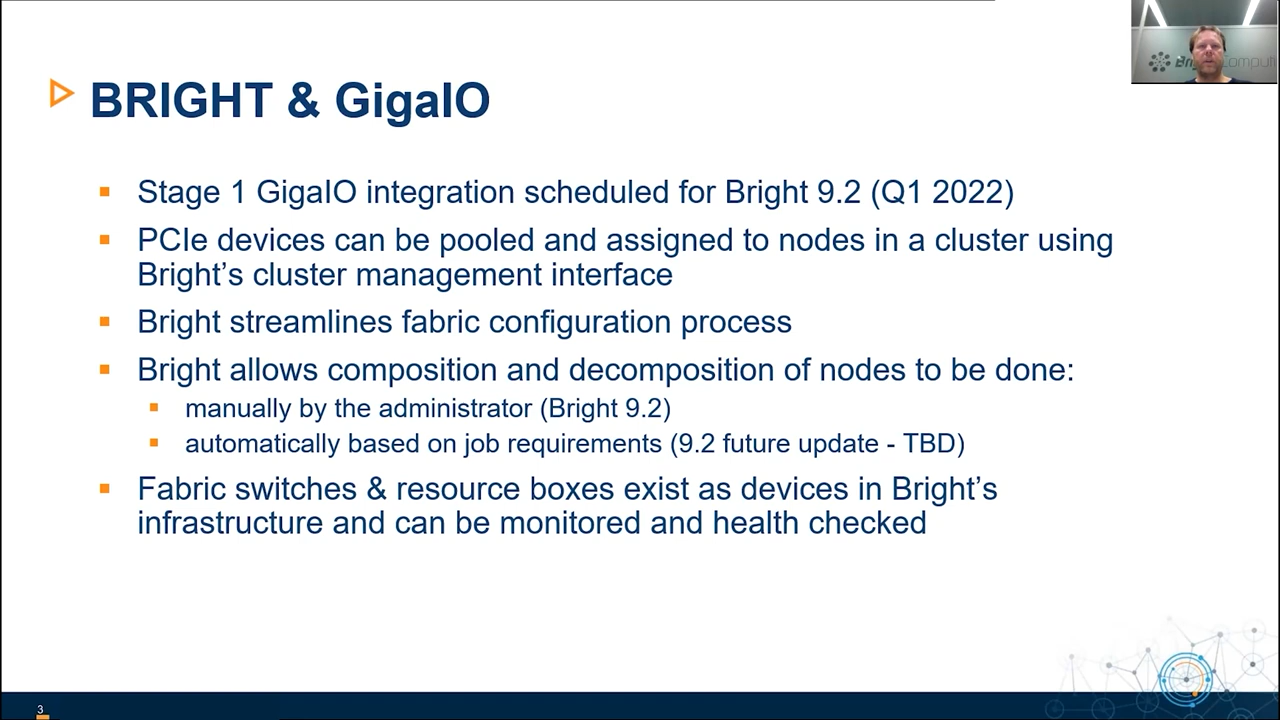 BRIGHT & GigaIO
Stage 1 GigaIO integration scheduled for Bright 9.2 (Q1 2022)
PCIe devices can be pooled and assigned to nodes in a cluster using
Bright’s cluster management interface
Bright streamlines fabric configuration process
Bright allows composition and decomposition of nodes to be done:
manually by the administrator (Bright 9.2)
automatically based on job requirements (9.2 future update - TBD)
Fabric switches & resource boxes exist as devices in Bright’s
infrastructure and can be monitored and health checked
3